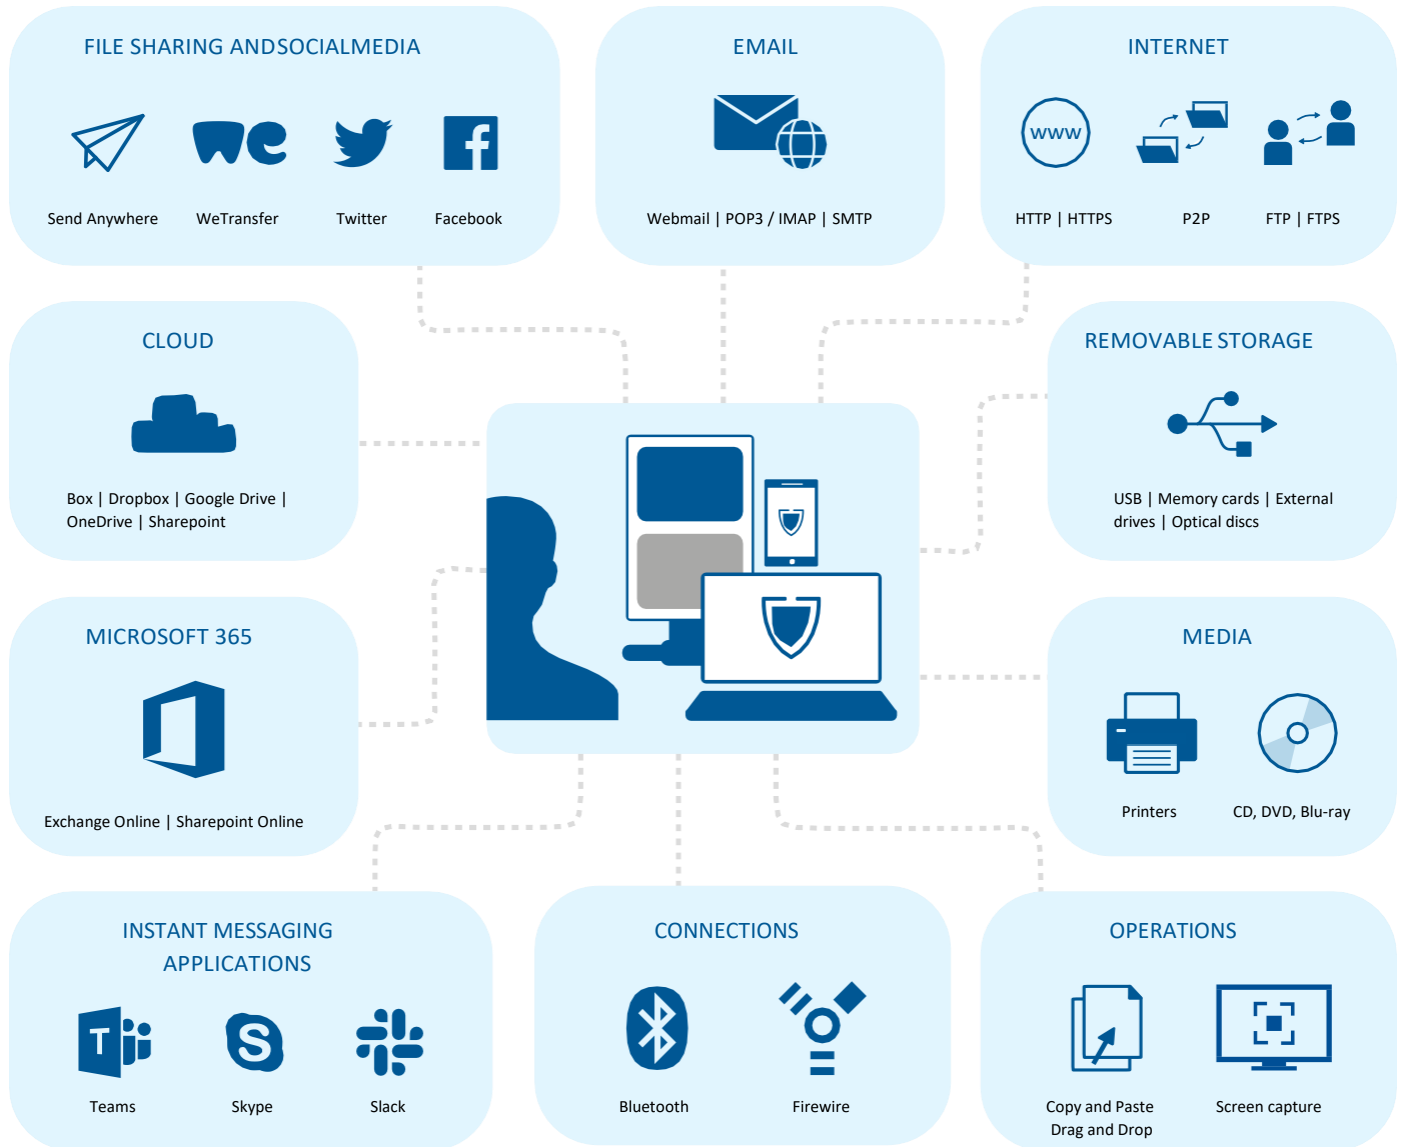 FILE SHARING ANDSOCIALMEDIA
Send Anywhere
WeTransfer
Twitter
Facebook
EMAIL
Webmail | POP3 / IMAP | SMTP
INTERNET
www
HTTP | HTTPS
P2P
FTP | FTPS
CLOUD
Box | Dropbox | Google Drive |
OneDrive | Sharepoint
REMOVABLE STORAGE
USB | Memory cards | External
drives | Optical discs
MICROSOFT 365
Exchange Online | Sharepoint Online
MEDIA
Printers
CD, DVD, Blu-ray
INSTANT MESSAGING
APPLICATIONS
T
S
Teams
Skype
Slack
CONNECTIONS
Bluetooth
Firewire
OPERATIONS
Copy and Paste
Drag and Drop
Screen capture